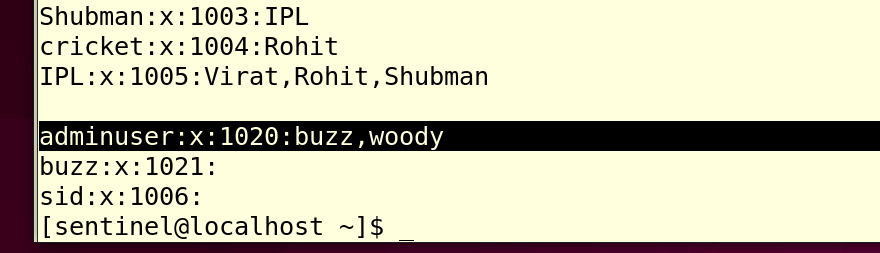 Shubman:x:1003:IPL
cricket:x:1004:Rohit
IPL:x:1005:Virat,Rohit,Shubman
adminuser:x:1020:buzz,woody
buzz:x:1021:
sid:x:1006:
[sentinel@localhost ~]$ _